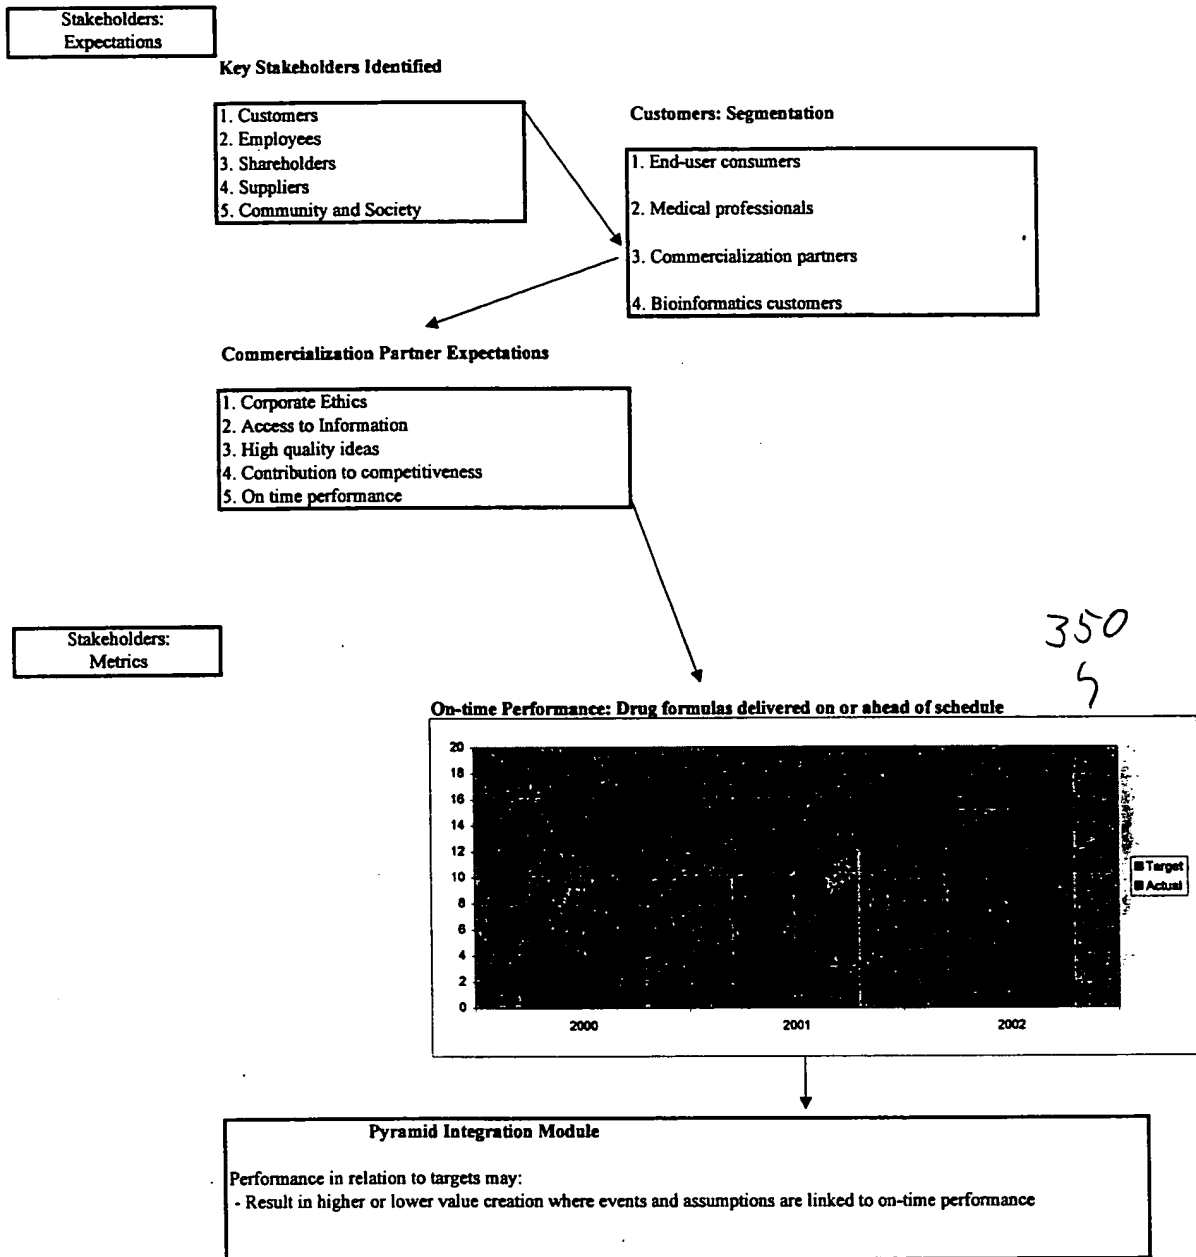 Stakeholders:
Expectations
Key Stakeholders Identified
1. Customers
2. Employees
3. Shareholders
4. Suppliers
5. Community and Society
Customers: Segmentation
1. End-user consumers
2. Medical professionals
3. Commercialization partners
4. Bioinformatics customers
Commercialization Partner Expectations
1. Corporate Ethics
2. Access to Information
3. High quality ideas
4. Contribution to competitiveness
5. On time performance
Stakeholders:
Metrics
350
On-time Performance: Drug formulas delivered on or ahead of schedule
20
18
16
14
12
10
8
6
4
2
0
2000 2001 2002
Target
Actual
Pyramid Integration Module
Performance in relation to targets may:
- Result in higher or lower value creation where events and assumptions are linked to on-time performance